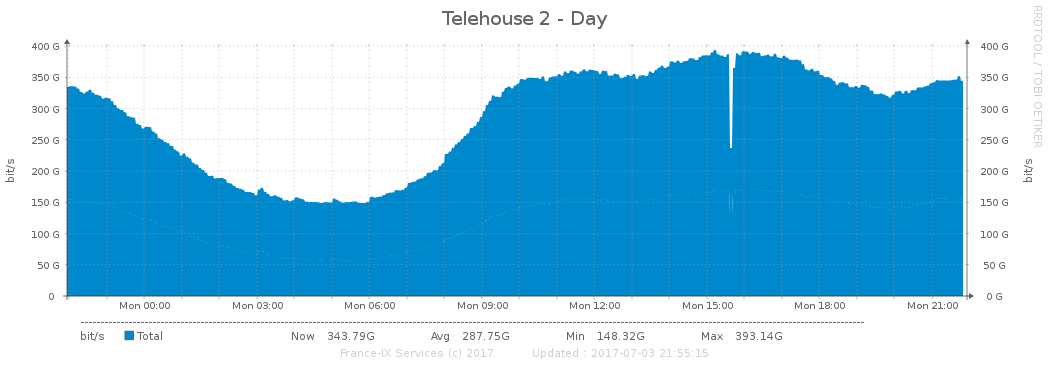 Telehouse 2 - Day
RRDTOOL / TOBI OETIKER
400 G 400 G
350 G 350 G
300 G 300 G
250 G 250 G
200 G 200 G
150 G 150 G
100 G 100 G
50 G 50 G
0 0 G
bit/s
bit/s
Mon 00:00 Mon 03:00 Mon 06:00 Mon 09:00 Mon 12:00 Mon 15:00 Mon 18:00 Mon 21:00
bit/s Total Now 343.79G Avg 287.75G Min 148.32G Max 393.14G
France-IX Services (c) 2017 Updated : 2017-07-03 21:55:15